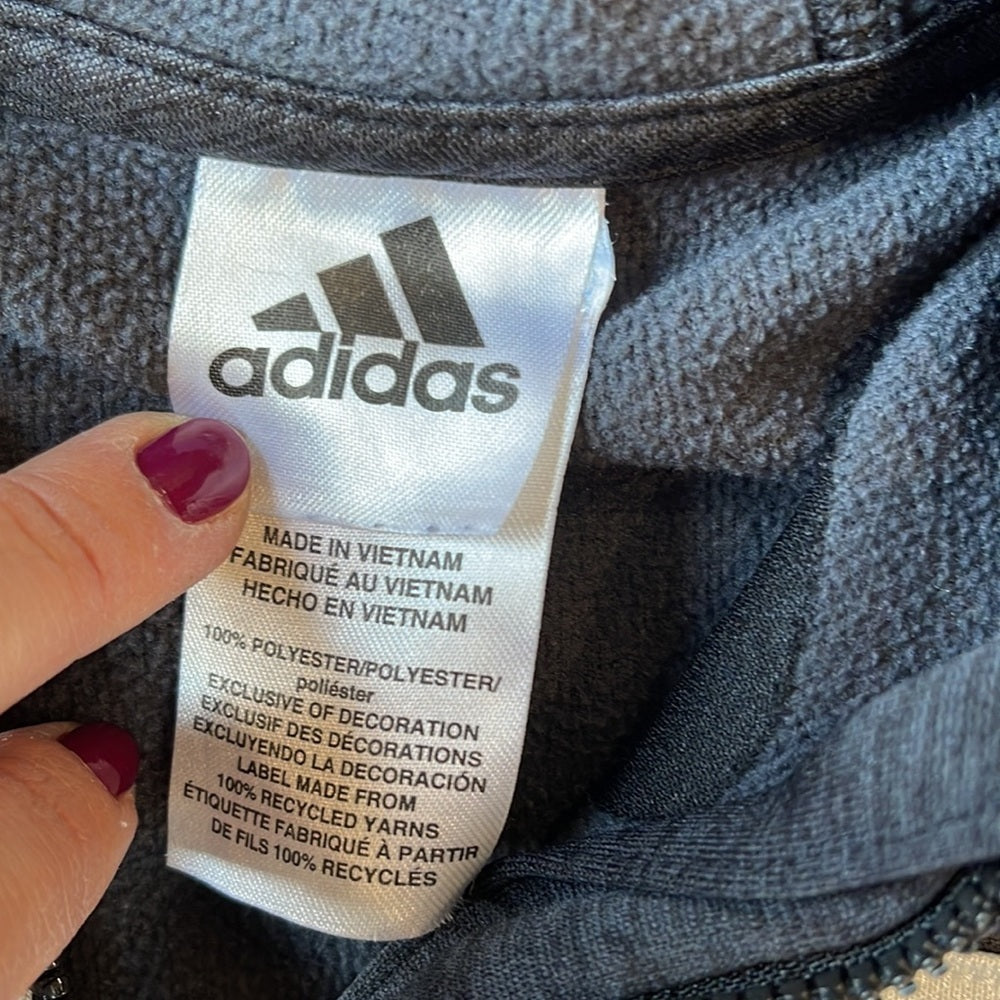 adidas
MADE IN VIETNAM
FABRIQUÉ AU VIETNAM
HECHO EN VIETNAM
100% POLYESTER/POLYESTER/
poliéster
EXCLUSIVE OF DECORATION
EXCLUSIF DES DÉCORATIONS
EXCLUYENDO LA DECORACIÓN
LABEL MADE FROM
100% RECYCLED YARNS
ÉTIQUETTE FABRIQUÉ À PARTIR
DE FILS 100% RECYCLÉS